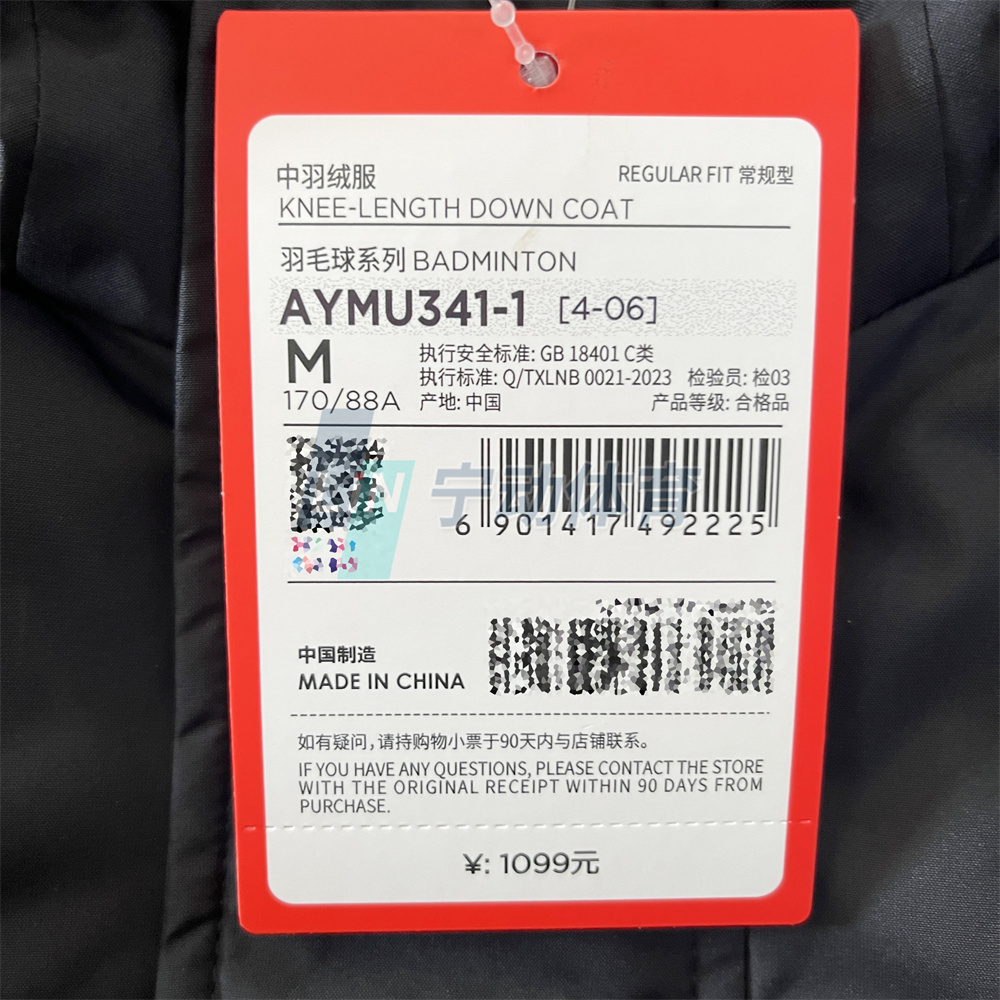 中羽绒服
REGULAR FIT 常规型
KNEE-LENGTH DOWN COAT
羽毛球系列 BADMINTON
AYMU341-1 [4-06]
M
170/88A
执行安全标准: GB 18401 C类
执行标准: Q/TXLNB 0021-2023 检验员: 检03
产地: 中国 产品等级: 合格品
宁动体育
6 901417 492225
中国制造
MADE IN CHINA
如有疑问,请持购物小票于90天内与店铺联系。
IF YOU HAVE ANY QUESTIONS, PLEASE CONTACT THE STORE
WITH THE ORIGINAL RECEIPT WITHIN 90 DAYS FROM
PURCHASE.
¥: 1099元